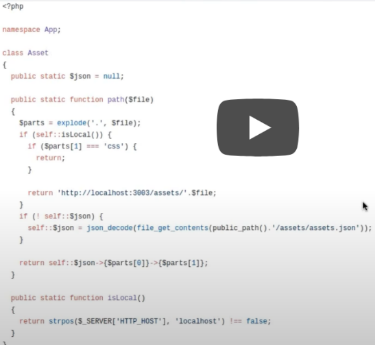 <?php
namespace App;
class Asset
{
public static $json = null;
public static function path($file)
{
$parts = explode('.', $file);
if (self::isLocal()) {
if ($parts[1] === 'css') {
return;
}
return 'http://localhost:3003/assets/'.$file;
}
if (! self::$json) {
self::$json = json_decode(file_get_contents(public_path().'/assets/assets.json'));
}
return self::$json->{$parts[0]}->{$parts[1]};
}
public static function isLocal()
{
return strpos($_SERVER['HTTP_HOST'], 'localhost') !== false;
}
}